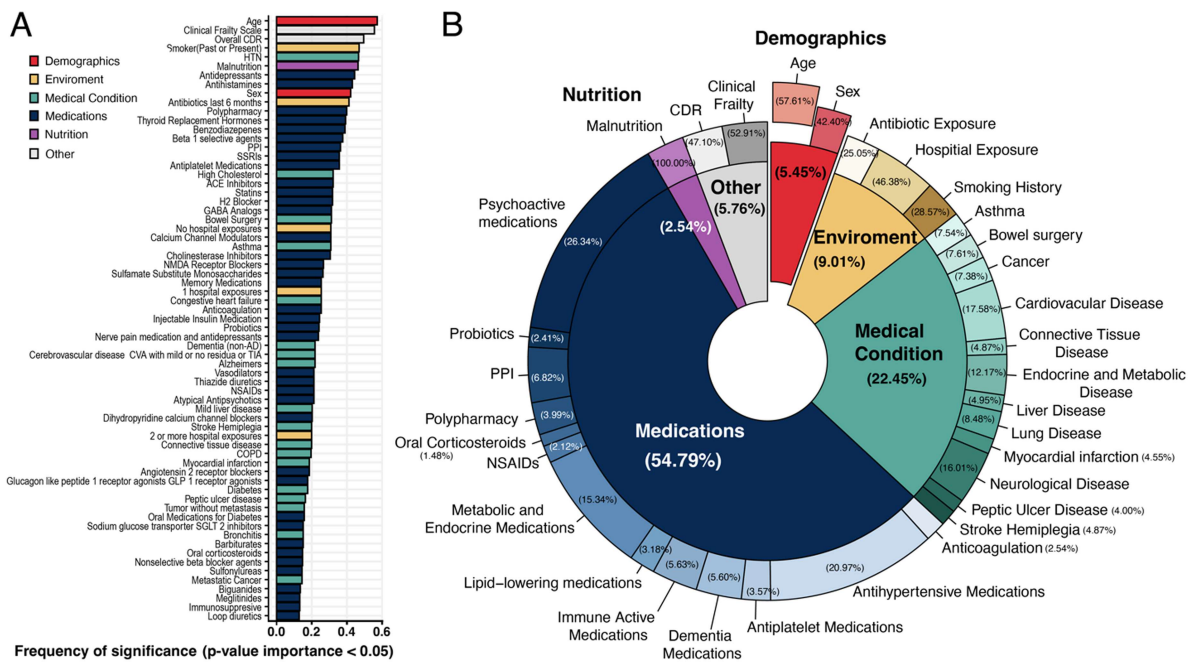 A
Age
Clinical Frailty Scale
Overall CDR
Smoker(Past or Present)
HTN
Malnutrition
Antidepressants
Antihistamines
Sex
Antibiotics last 6 months
Polypharmacy
Thyroid Replacement Hormones
Benzodiazepenes
Beta 1 selective agents
PPI
SSRIs
Antiplatelet Medications
High Cholesterol
ACE Inhibitors
Statins
H2 Blocker
GABA Analogs
Bowel Surgery
No hospital exposures
Calcium Channel Modulators
Asthma
Cholinesterase Inhibitors
NMDA Receptor Blockers
Sulfamate Substitute Monosaccharides
Memory Medications
1 hospital exposures
Congestive heart failure
Anticoagulation
Injectable Insulin Medication
Probiotics
Nerve pain medication and antidepressants
Dementia (non-AD)
Cerebrovascular disease CVA with mild or no residua or TIA
Alzheimers
Vasodilators
Thiazide diuretics
NSAIDs
Atypical Antipsychotics
Mild liver disease
Dihydropyridine calcium channel blockers
Stroke Hemiplegia
2 or more hospital exposures
Connective tissue disease
COPD
Myocardial infarction
Angiotensin 2 receptor blockers
Glucagon like peptide 1 receptor agonists GLP 1 receptor agonists
Diabetes
Peptic ulcer disease
Tumor without metastasis
Oral Medications for Diabetes
Sodium glucose transporter SGLT 2 inhibitors
Bronchitis
Barbiturates
Oral corticosteroids
Nonselective beta blocker agents
Sulfonylureas
Metastatic Cancer
Biguanides
Meglitinides
Immunosuppresive
Loop diuretics
0.0 0.2 0.4 0.6
Frequency of significance (p-value importance < 0.05)
Demographics
Enviroment
Medical Condition
Medications
Nutrition
Other
B
Demographics
Age
(57.61%)
Sex
(42.40%)
(5.45%)
Antibiotic Exposure
(25.05%)
Hospitial Exposure
(46.38%)
Smoking History
(28.57%)
Enviroment
(9.01%)
Asthma
(7.54%)
Bowel surgery
(7.61%)
Cancer
(7.38%)
Cardiovacular Disease
(17.58%)
Connective Tissue
Disease
(4.87%)
Endocrine and Metabolic
Disease
(12.17%)
Liver Disease
(4.95%)
Lung Disease
(8.48%)
Myocardial infarction (4.55%)
Neurological Disease
(16.01%)
Peptic Ulcer Disease (4.00%)
Stroke Hemiplegia (4.87%)
Medical
Condition
(22.45%)
Anticoagulation (2.54%)
Antihypertensive Medications
(20.97%)
Antiplatelet Medications
(3.57%)
Dementia
Medications
(5.60%)
Immune Active
Medications
(5.63%)
Lipid-lowering medications
(3.18%)
Metabolic and
Endocrine Medications
(15.34%)
NSAIDs
(2.12%)
Oral Corticosteroids
(1.48%)
Polypharmacy
(3.99%)
PPI
(6.82%)
Probiotics
(2.41%)
Psychoactive
medications
(26.34%)
Medications
(54.79%)
Nutrition
Malnutrition
(100.00%)
(2.54%)
CDR
(47.10%)
Clinical
Frailty
(52.91%)
Other
(5.76%)